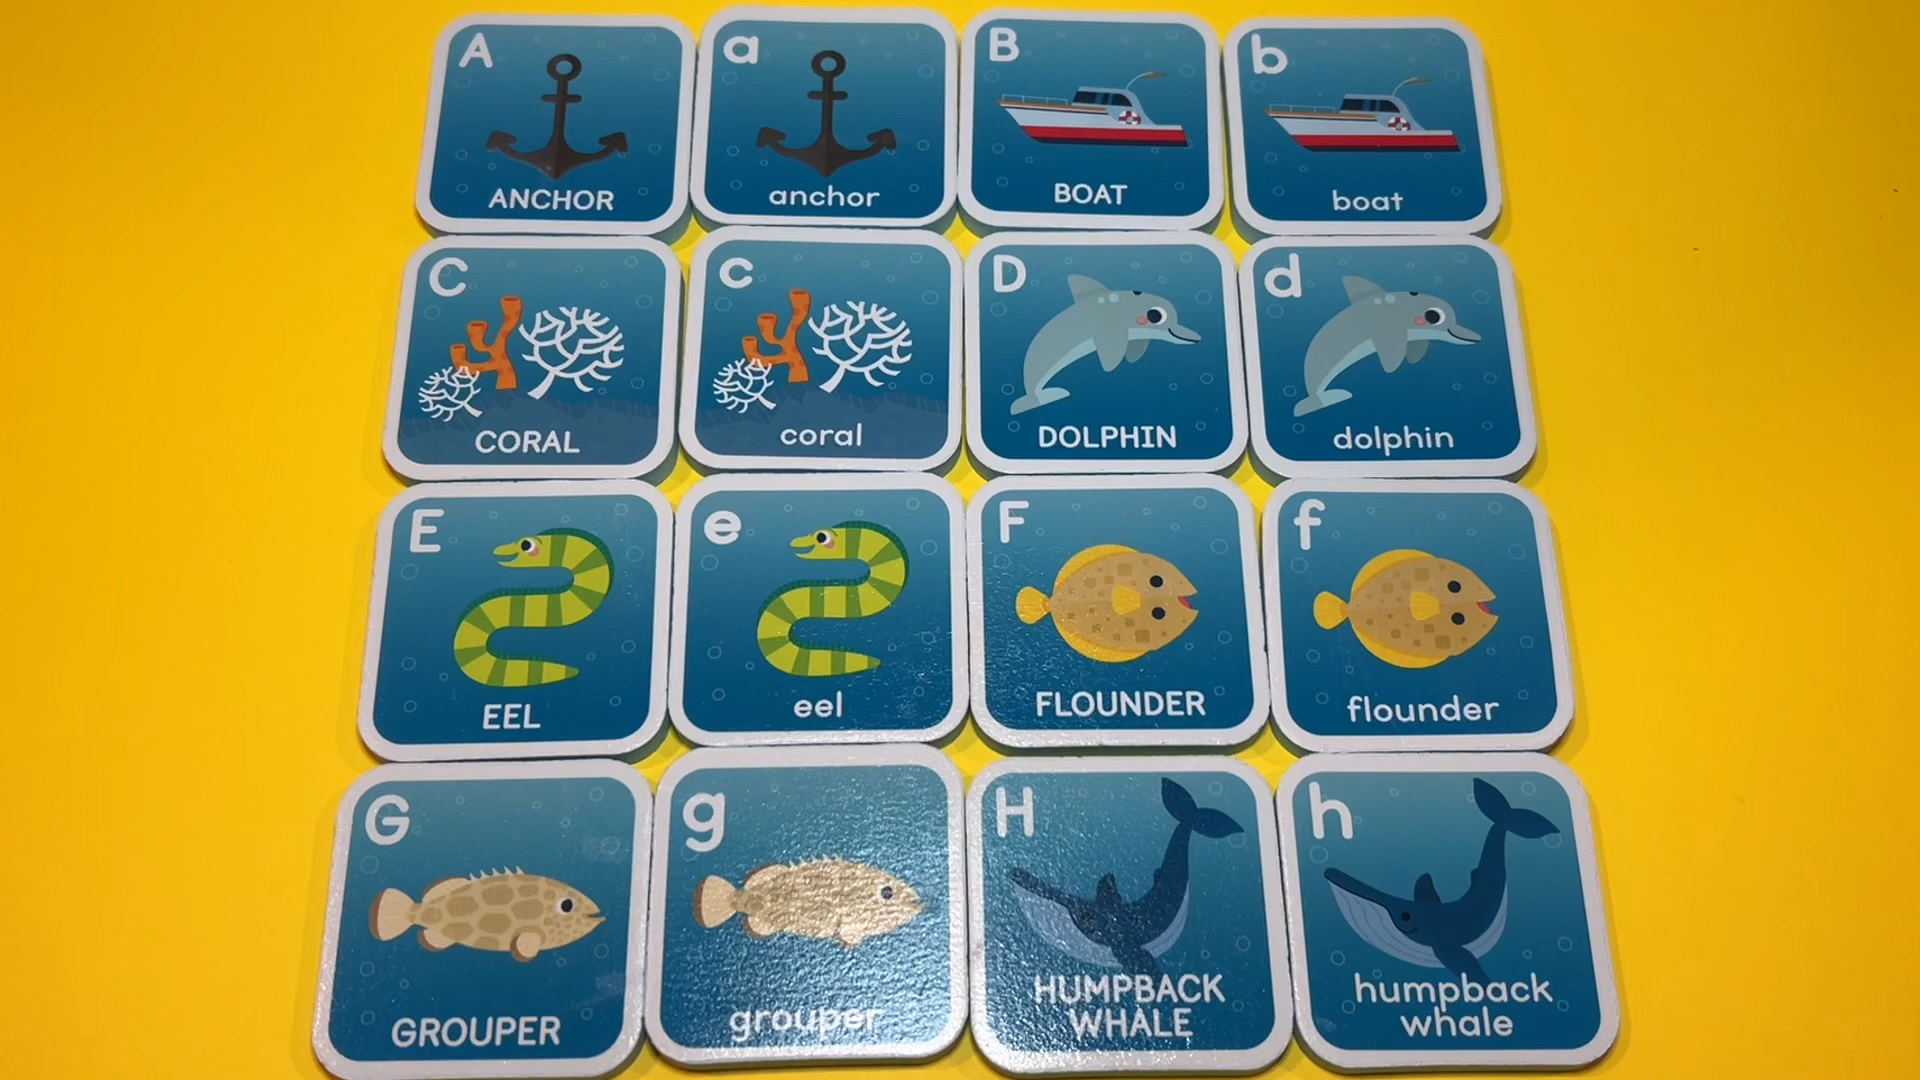 A
ANCHOR
a
anchor
B
BOAT
b
boat
C
CORAL
c
coral
D
DOLPHIN
d
dolphin
E
EEL
e
eel
F
FLOUNDER
f
flounder
G
GROUPER
g
grouper
H
HUMPBACK
WHALE
h
humpback
whale